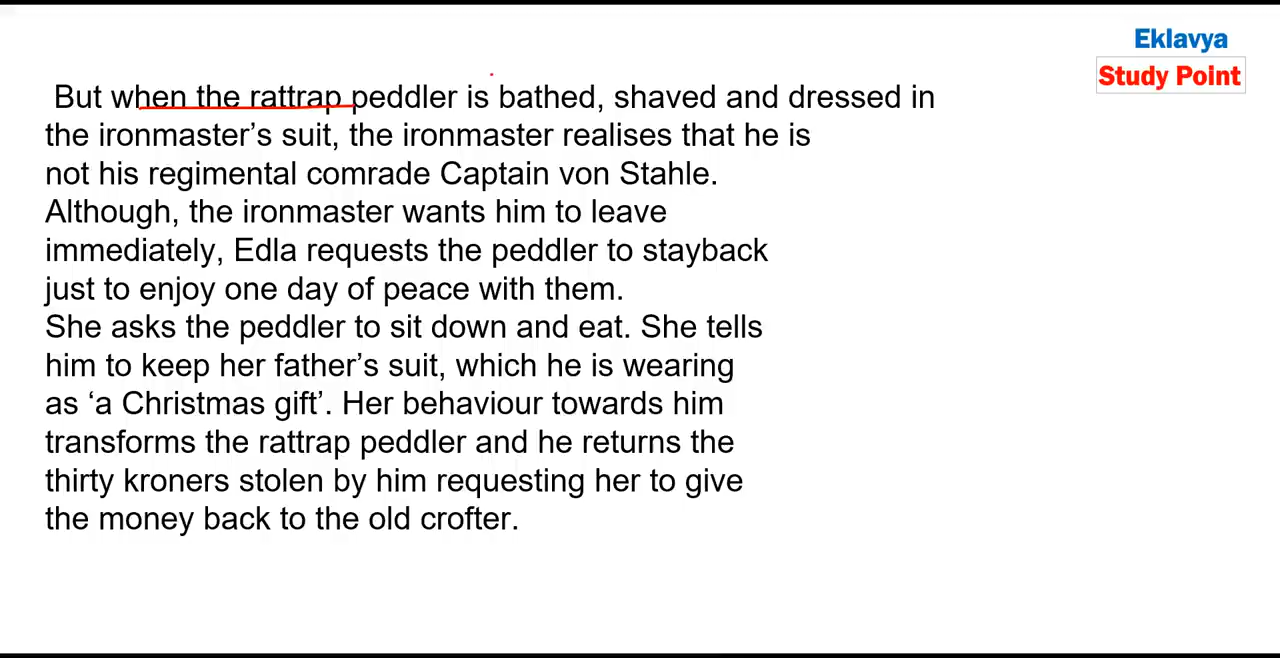 Eklavya
Study Point
But when the rattrap peddler is bathed, shaved and dressed in
the ironmaster’s suit, the ironmaster realises that he is
not his regimental comrade Captain von Stahle.
Although, the ironmaster wants him to leave
immediately, Edla requests the peddler to stayback
just to enjoy one day of peace with them.
She asks the peddler to sit down and eat. She tells
him to keep her father’s suit, which he is wearing
as ‘a Christmas gift’. Her behaviour towards him
transforms the rattrap peddler and he returns the
thirty kroners stolen by him requesting her to give
the money back to the old crofter.